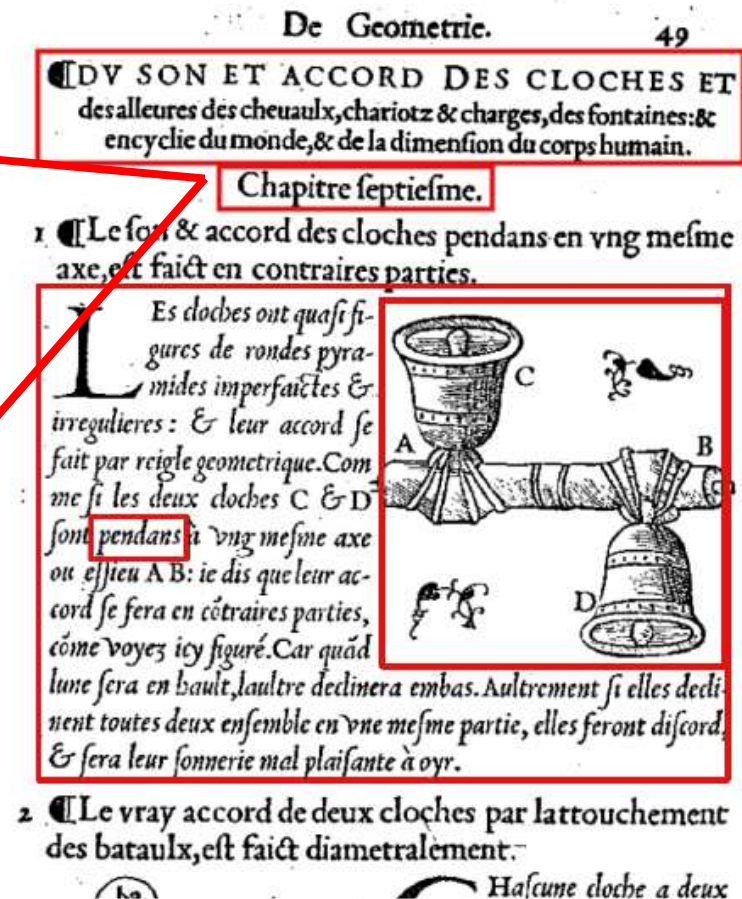 De Geometrie.
49
¶DV SON ET ACCORD DES CLOCHES ET
des alleures des cheuaulx, chariotz & charges, des fontaines: &
encyclie du monde, & de la dimenſion du corps humain.
Chapitre ſeptieſme.
1 ¶Le ſon & accord des cloches pendans en vng meſme
axe, eſt faict en contraires parties.
LEs cloches ont quaſi fi-
gures de rondes pyra-
mides imperfaictes &
irregulieres: & leur accord ſe
fait par reigle geometrique. Com
me ſi les deux cloches C & D
ſont pendans à vng meſme axe
ou eſſieu A B: ie dis que leur ac-
cord ſe fera en cõtraires parties,
cõme voyez icy figuré. Car quãd
lune ſera en hault, laultre declinera embas. Aultrement ſi elles decli-
nent toutes deux enſemble en vne meſme partie, elles ſeront diſcord,
& ſera leur ſonnerie mal plaiſante à oyr.
C
A
B
D
2 ¶Le vray accord de deux cloches par lattouchement
des bataulx, eſt faict diametralement.
CHaſcune cloche a deux